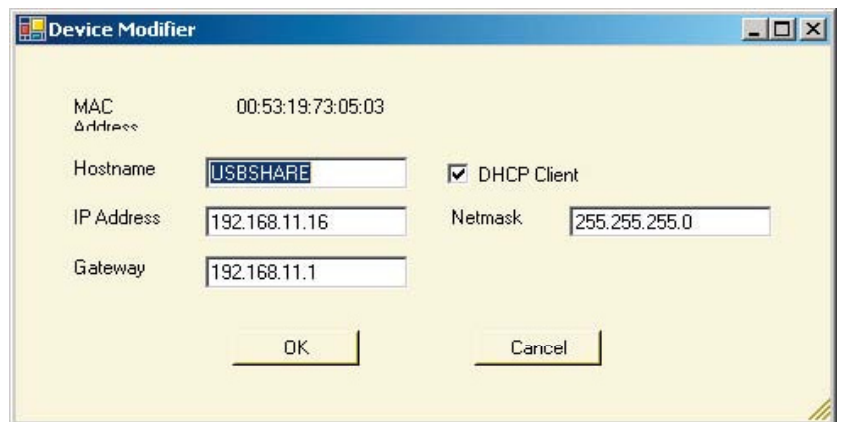 Device Modifier
MAC Address 00:53:19:73:05:03
Hostname USBSHARE DHCP Client
IP Address 192.168.11.16 Netmask 255.255.255.0
Gateway 192.168.11.1
OK Cancel